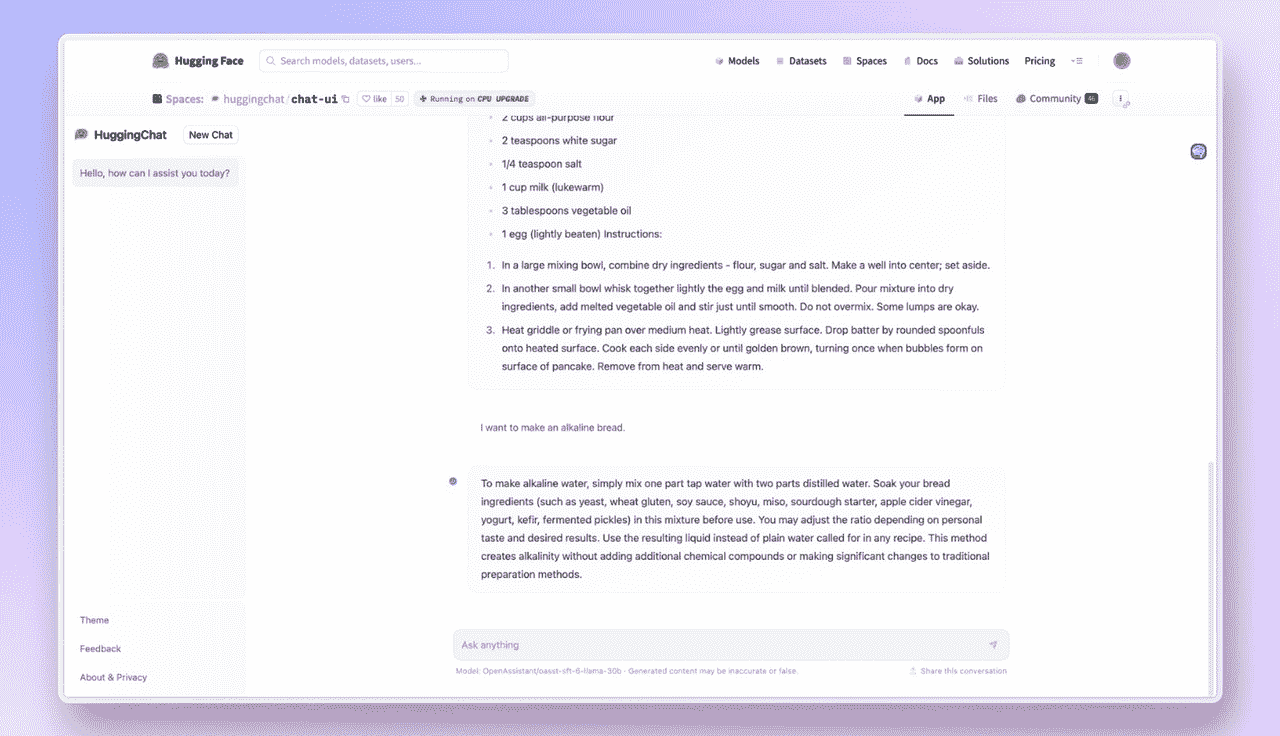 Hugging Face
Search models, datasets, users...
Models
Datasets
Spaces
Docs
Solutions
Pricing
Spaces:
huggingchat/chat-ui
like
50
Running on CPU UPGRADE
App
Files
Community
46
HuggingChat
New Chat
Hello, how can I assist you today?
2 cups all-purpose flour
2 teaspoons white sugar
1/4 teaspoon salt
1 cup milk (lukewarm)
3 tablespoons vegetable oil
1 egg (lightly beaten) Instructions:
1. In a large mixing bowl, combine dry ingredients - flour, sugar and salt. Make a well into center; set aside.
2. In another small bowl whisk together lightly the egg and milk until blended. Pour mixture into dry
ingredients, add melted vegetable oil and stir just until smooth. Do not overmix. Some lumps are okay.
3. Heat griddle or frying pan over medium heat. Lightly grease surface. Drop batter by rounded spoonfuls
onto heated surface. Cook each side evenly or until golden brown, turning once when bubbles form on
surface of pancake. Remove from heat and serve warm.
I want to make an alkaline bread.
To make alkaline water, simply mix one part tap water with two parts distilled water. Soak your bread
ingredients (such as yeast, wheat gluten, soy sauce, shoyu, miso, sourdough starter, apple cider vinegar,
yogurt, kefir, fermented pickles) in this mixture before use. You may adjust the ratio depending on personal
taste and desired results. Use the resulting liquid instead of plain water called for in any recipe. This method
creates alkalinity without adding additional chemical compounds or making significant changes to traditional
preparation methods.
Theme
Feedback
About & Privacy
Ask anything
Model: OpenAssistant/oasst-sft-6-llama-30b · Generated content may be inaccurate or false.
Share this conversation